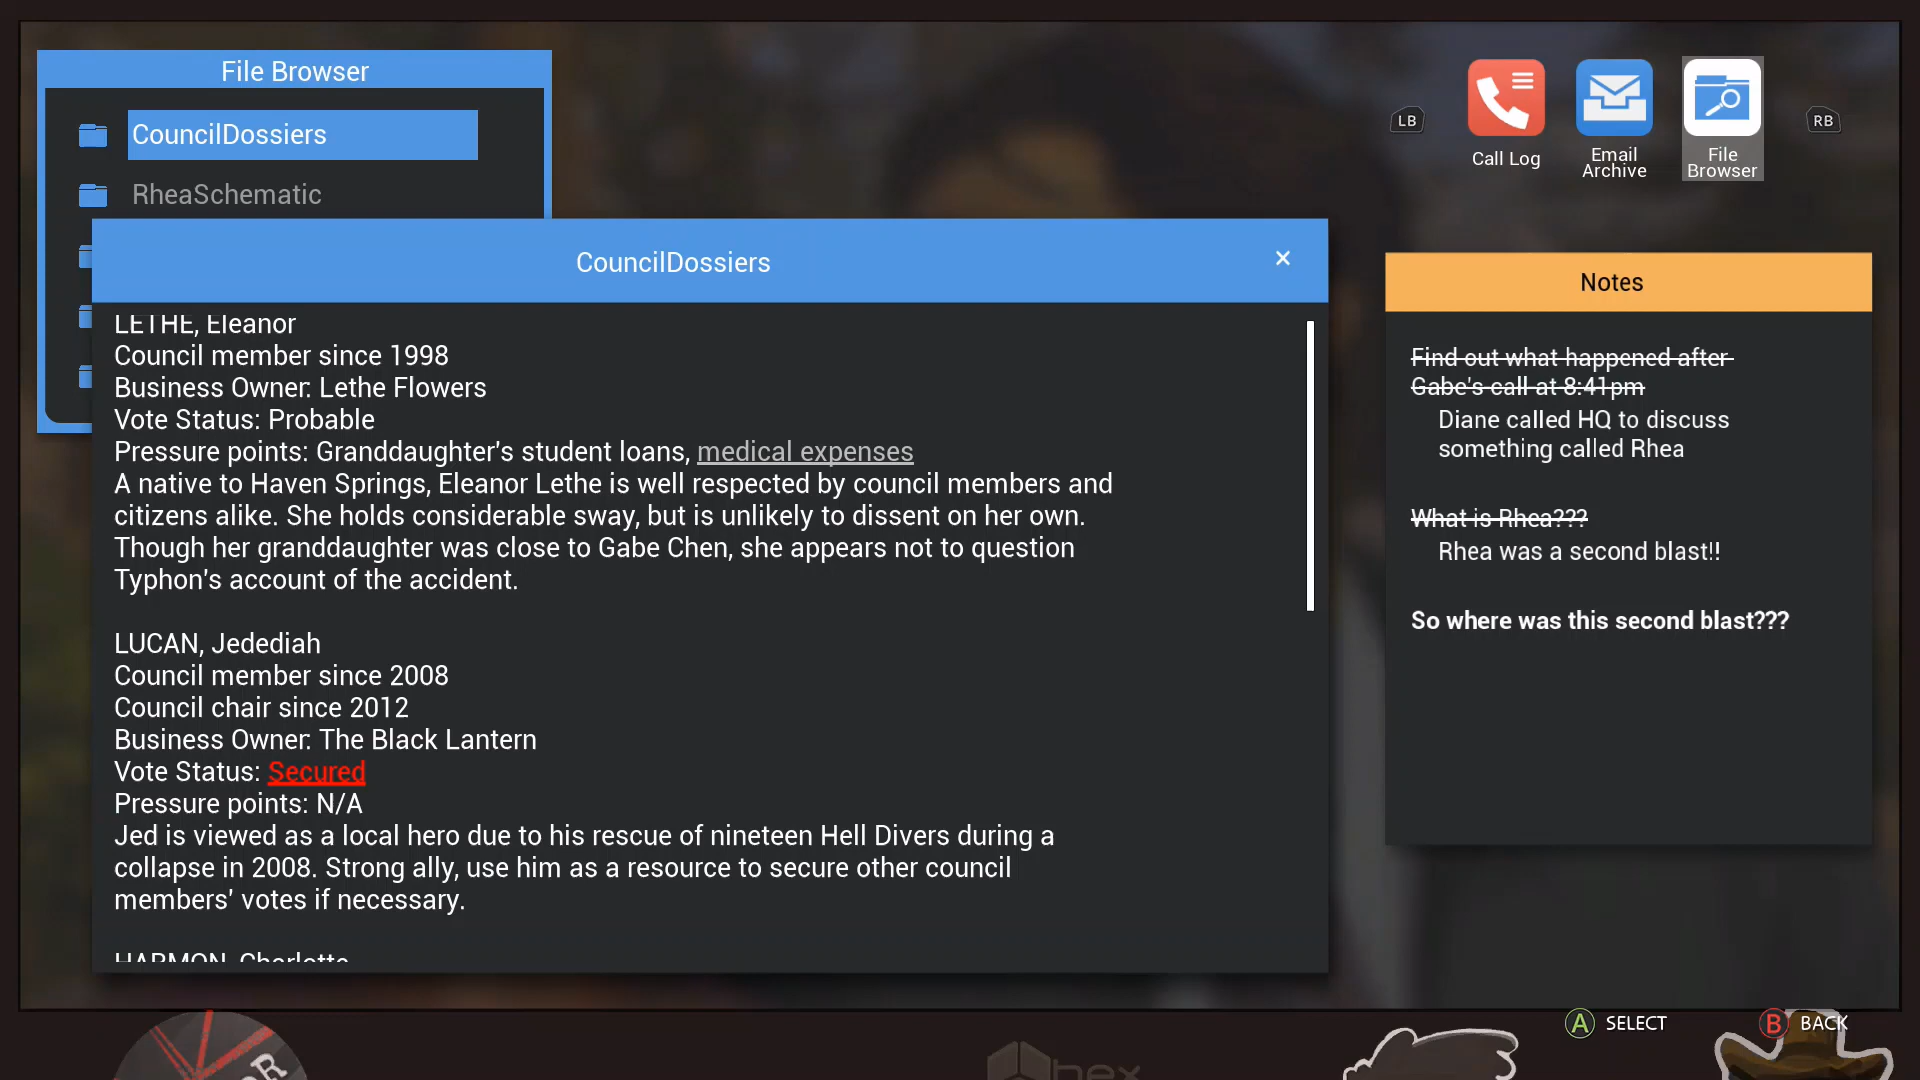 File Browser
CouncilDossiers
RheaSchematic
LB
Call Log
Email
Archive
File
Browser
RB
CouncilDossiers
×
LETHE, Eleanor
Council member since 1998
Business Owner: Lethe Flowers
Vote Status: Probable
Pressure points: Granddaughter's student loans, medical expenses
A native to Haven Springs, Eleanor Lethe is well respected by council members and
citizens alike. She holds considerable sway, but is unlikely to dissent on her own.
Though her granddaughter was close to Gabe Chen, she appears not to question
Typhon's account of the accident.
LUCAN, Jedediah
Council member since 2008
Council chair since 2012
Business Owner: The Black Lantern
Vote Status: Secured
Pressure points: N/A
Jed is viewed as a local hero due to his rescue of nineteen Hell Divers during a
collapse in 2008. Strong ally, use him as a resource to secure other council
members' votes if necessary.
HARMON, Charlotte
Notes
Find out what happened after
Gabe's call at 8:41pm
Diane called HQ to discuss
something called Rhea
What is Rhea???
Rhea was a second blast!!
So where was this second blast???
A SELECT
B BACK
hex